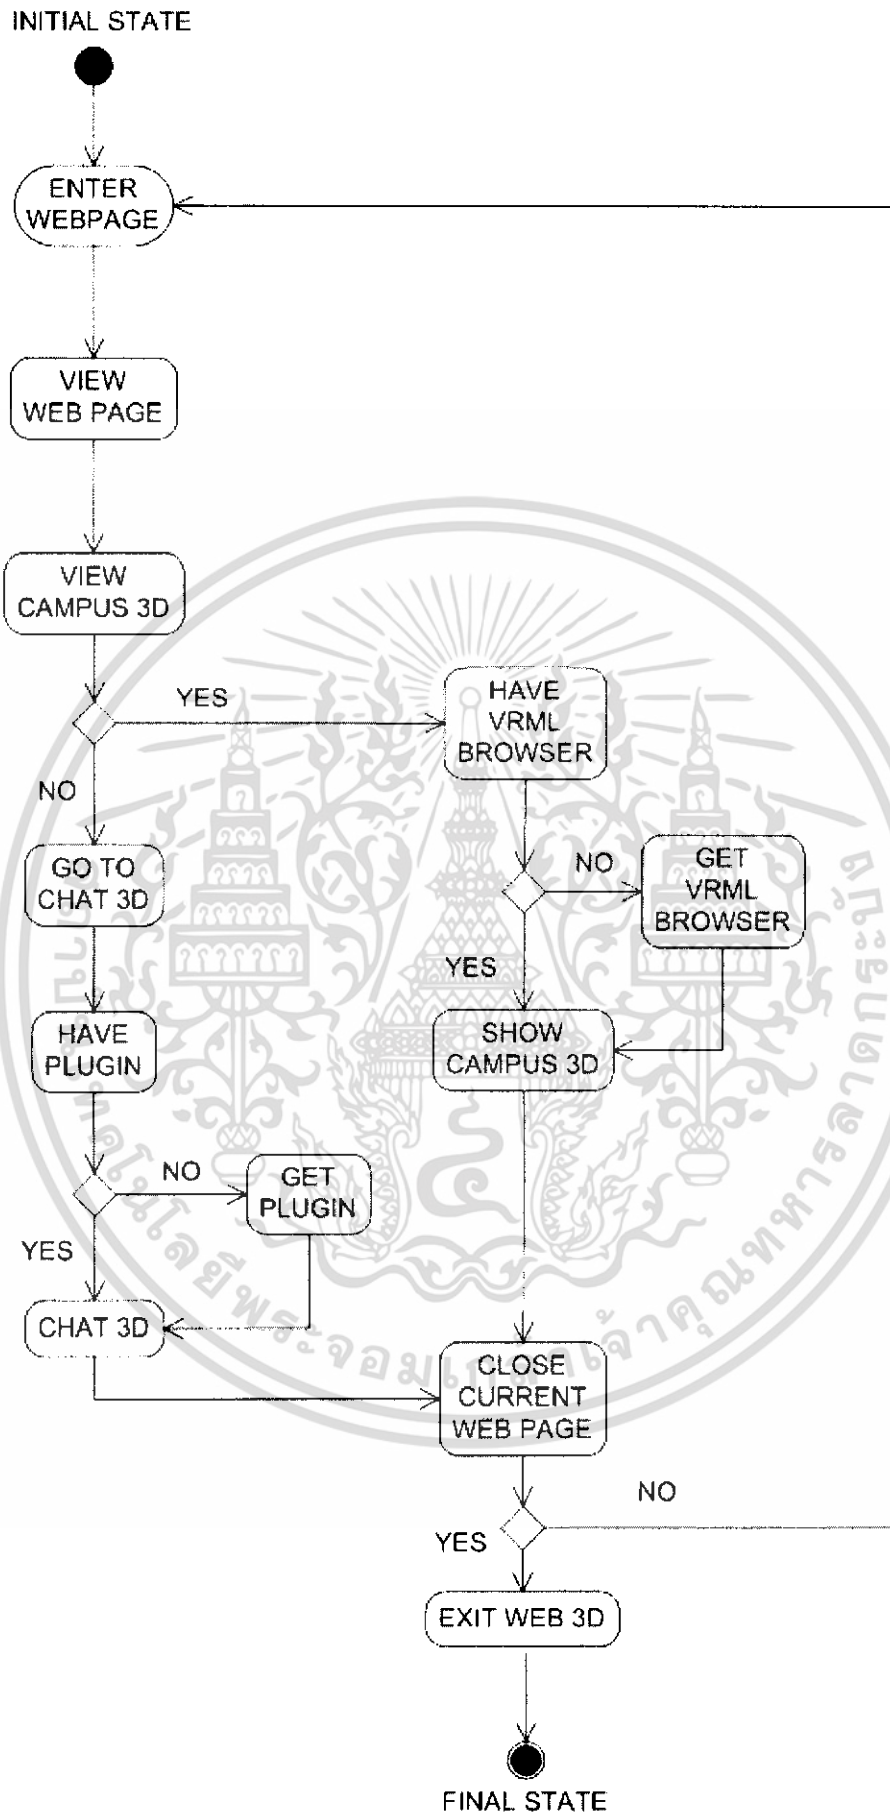 INITIAL STATE
ENTER
WEBPAGE
VIEW
WEB PAGE
VIEW
CAMPUS 3D
YES
HAVE
VRML
BROWSER
NO
GO TO
CHAT 3D
NO
GET
VRML
BROWSER
YES
HAVE
PLUGIN
SHOW
CAMPUS 3D
NO
GET
PLUGIN
YES
CHAT 3D
CLOSE
CURRENT
WEB PAGE
NO
YES
EXIT WEB 3D
FINAL STATE